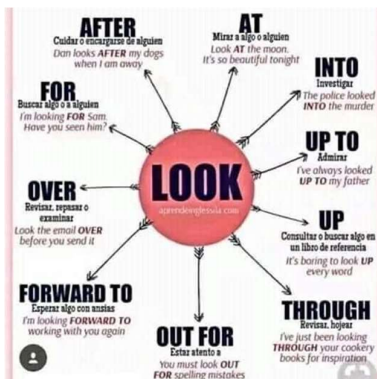 AFTER
Cuidar o encargarse de alguien
Dan looks AFTER my dogs
when I am away
AT
Mirar a algo o alguien
Look AT the moon.
It's so beautiful tonight
INTO
Investigar
The police looked
INTO the murder
FOR
Buscar algo o a alguien
I'm looking FOR Sam.
Have you seen him?
UP TO
Admirar
I've always looked
UP TO my father
LOOK
aprendeinglessila.com
OVER
Revisar, repasar o
examinar
Look the email OVER
before you send it
UP
Consultar o buscar algo en
un libro de referencia
It's boring to look UP
every word
FORWARD TO
Esperar algo con ansias
I'm looking FORWARD TO
working with you again
THROUGH
Revisar, hojear
I've just been looking
THROUGH your cookery
books for inspiration
OUT FOR
Estar atento a
You must look OUT
FOR spelling mistakes